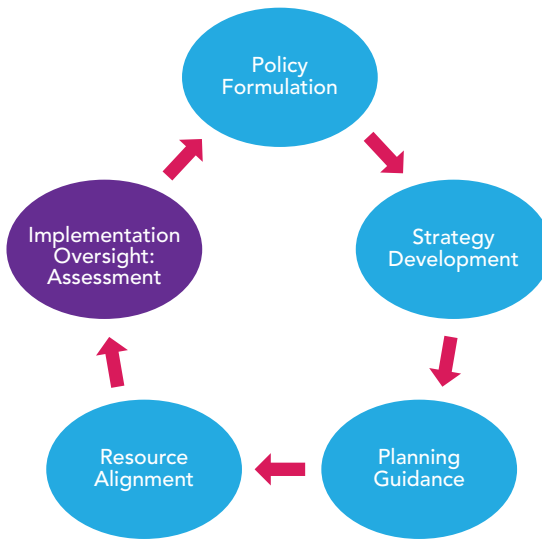 Policy
Formulation
Strategy
Development
Planning
Guidance
Resource
Alignment
Implementation
Oversight:
Assessment